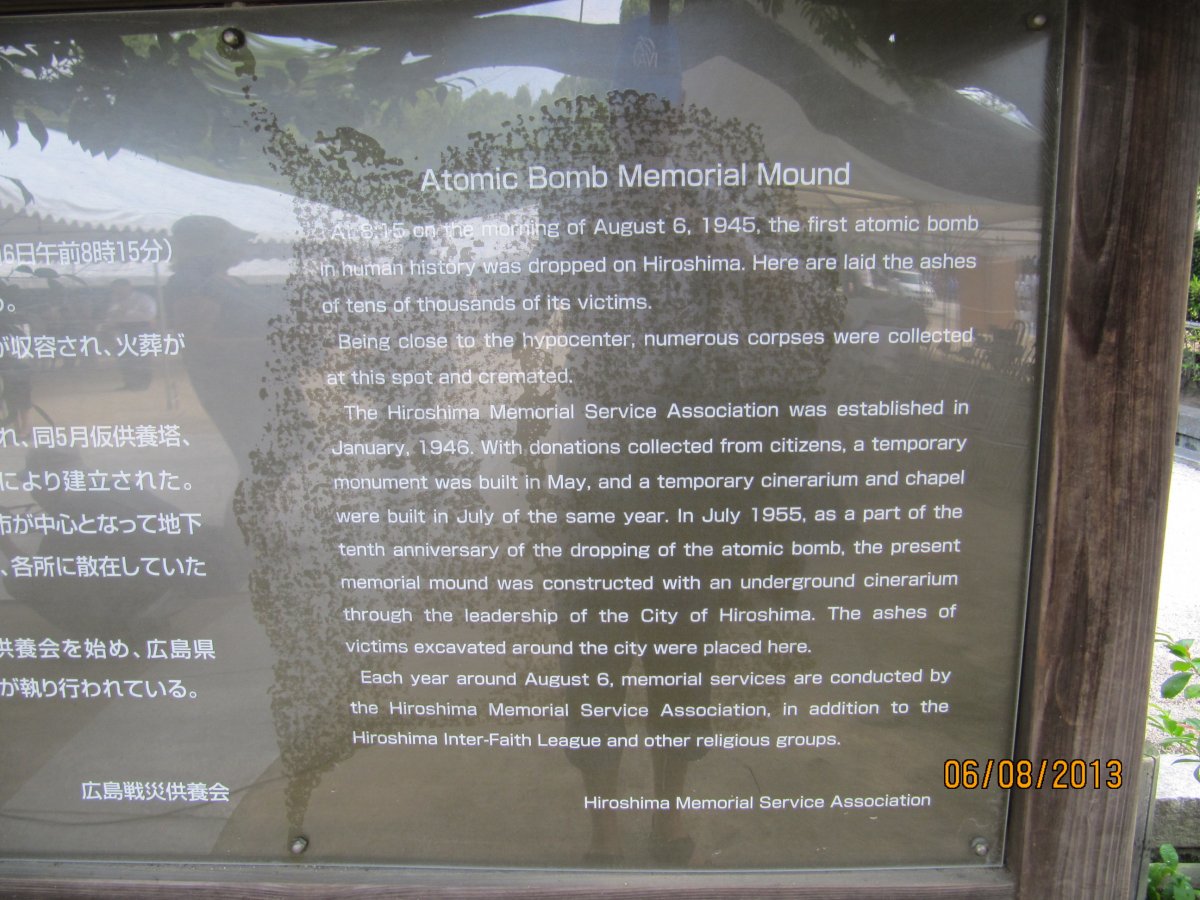 6日午前8時15分）
。
が収容され、火葬が
れ、同5月仮供養塔、
により建立された。
市が中心となって地下
、各所に散在していた
供養会を始め、広島県
が執り行われている。
広島戦災供養会
Atomic Bomb Memorial Mound
At 8:15 on the morning of August 6, 1945, the first atomic bomb
in human history was dropped on Hiroshima. Here are laid the ashes
of tens of thousands of its victims.
Being close to the hypocenter, numerous corpses were collected
at this spot and cremated.
The Hiroshima Memorial Service Association was established in
January, 1946. With donations collected from citizens, a temporary
monument was built in May, and a temporary cinerarium and chapel
were built in July of the same year. In July 1955, as a part of the
tenth anniversary of the dropping of the atomic bomb, the present
memorial mound was constructed with an underground cinerarium
through the leadership of the City of Hiroshima. The ashes of
victims excavated around the city were placed here.
Each year around August 6, memorial services are conducted by
the Hiroshima Memorial Service Association, in addition to the
Hiroshima Inter-Faith League and other religious groups.
Hiroshima Memorial Service Association
06/08/2013